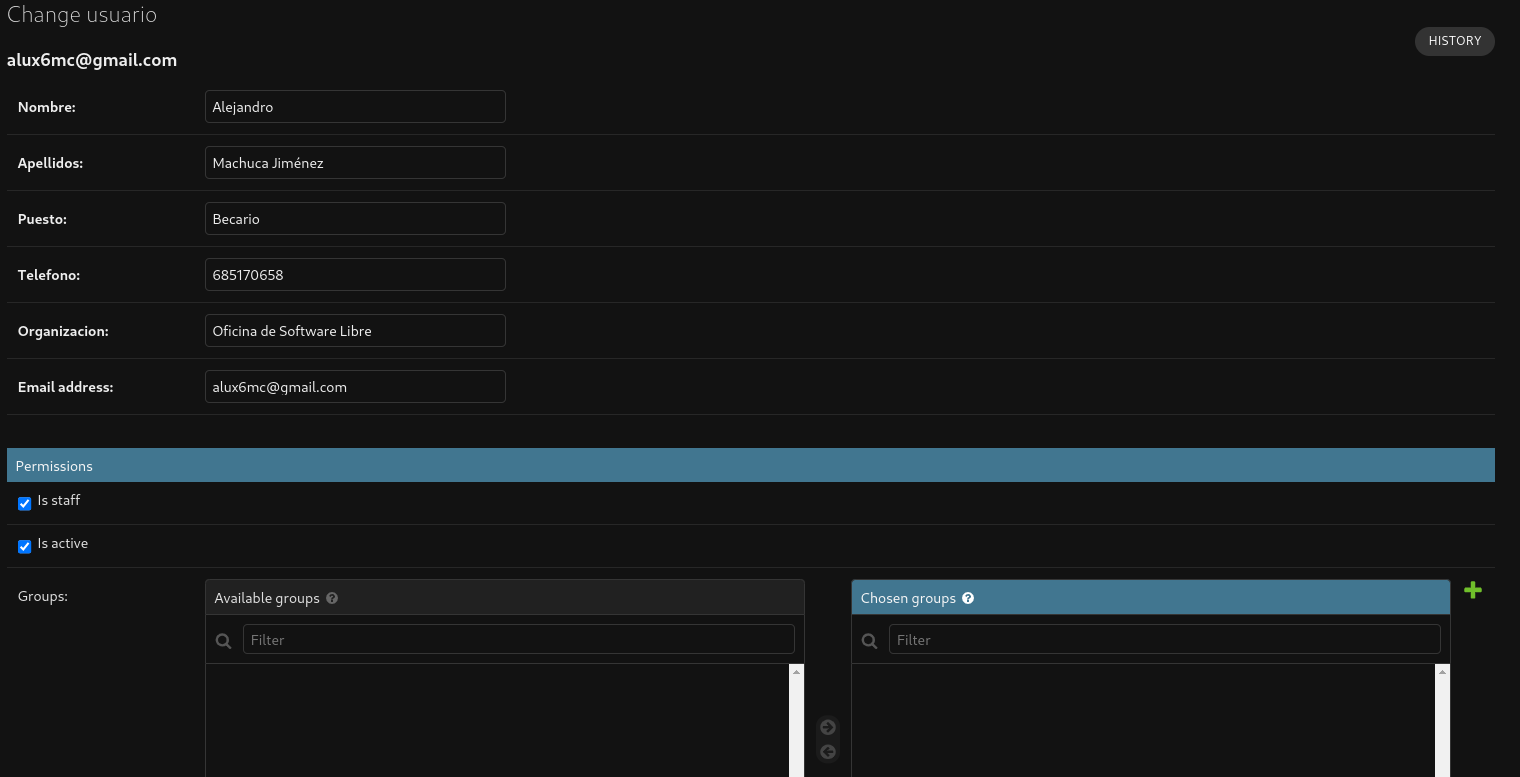 Change usuario
HISTORY
alux6mc@gmail.com
Nombre: Alejandro
Apellidos: Machuca Jiménez
Puesto: Becario
Telefono: 685170658
Organizacion: Oficina de Software Libre
Email address: alux6mc@gmail.com
Permissions
Is staff
Is active
Groups:
Available groups ?
Chosen groups ?
Filter
Filter